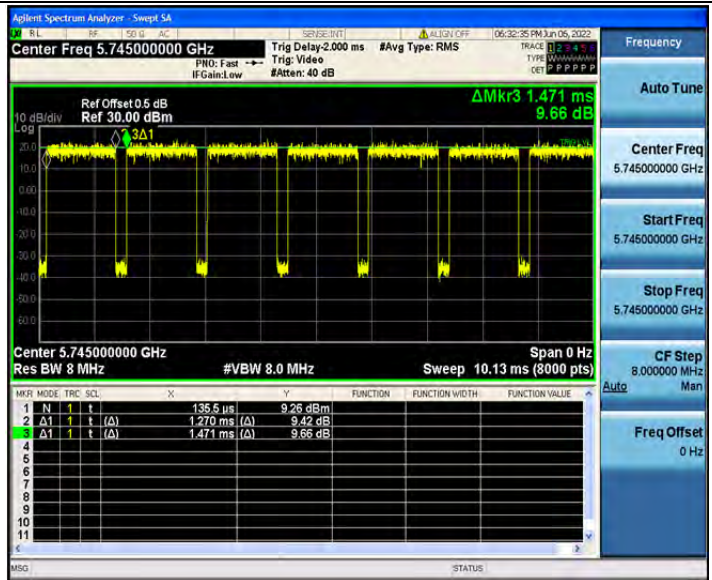 Agilent Spectrum Analyzer - Swept SA
RL RF 50 Ω AC SENSE:INT ALIGN OFF 06:32:35 PM Jun 06, 2022
Center Freq 5.745000000 GHz
PNO: Fast
IFGain:Low
Trig Delay-2.000 ms
Trig: Video
#Atten: 40 dB
#Avg Type: RMS
TRACE 1 2 3 4 5 6
TYPE WWWWWW
DET P P P P P P
Frequency
Ref Offset 0.5 dB
10 dB/div Ref 30.00 dBm
ΔMkr3 1.471 ms
9.66 dB
Log
3Δ1
20.0
10.0
0.00
-10.0
-20.0
-30.0
-40.0
-50.0
-60.0
Center 5.745000000 GHz Span 0 Hz
Res BW 8 MHz #VBW 8.0 MHz Sweep 10.13 ms (8000 pts)
MKR MODE TRC SCL X Y FUNCTION FUNCTION WIDTH FUNCTION VALUE
1 N 1 t 135.5 µs 9.26 dBm
2 Δ1 1 t (Δ) 1.270 ms (Δ) 9.42 dB
3 Δ1 1 t (Δ) 1.471 ms (Δ) 9.66 dB
4
5
6
7
8
9
10
11
MSG STATUS
Auto Tune
Center Freq
5.745000000 GHz
Start Freq
5.745000000 GHz
Stop Freq
5.745000000 GHz
CF Step
8.000000 MHz
Auto Man
Freq Offset
0 Hz